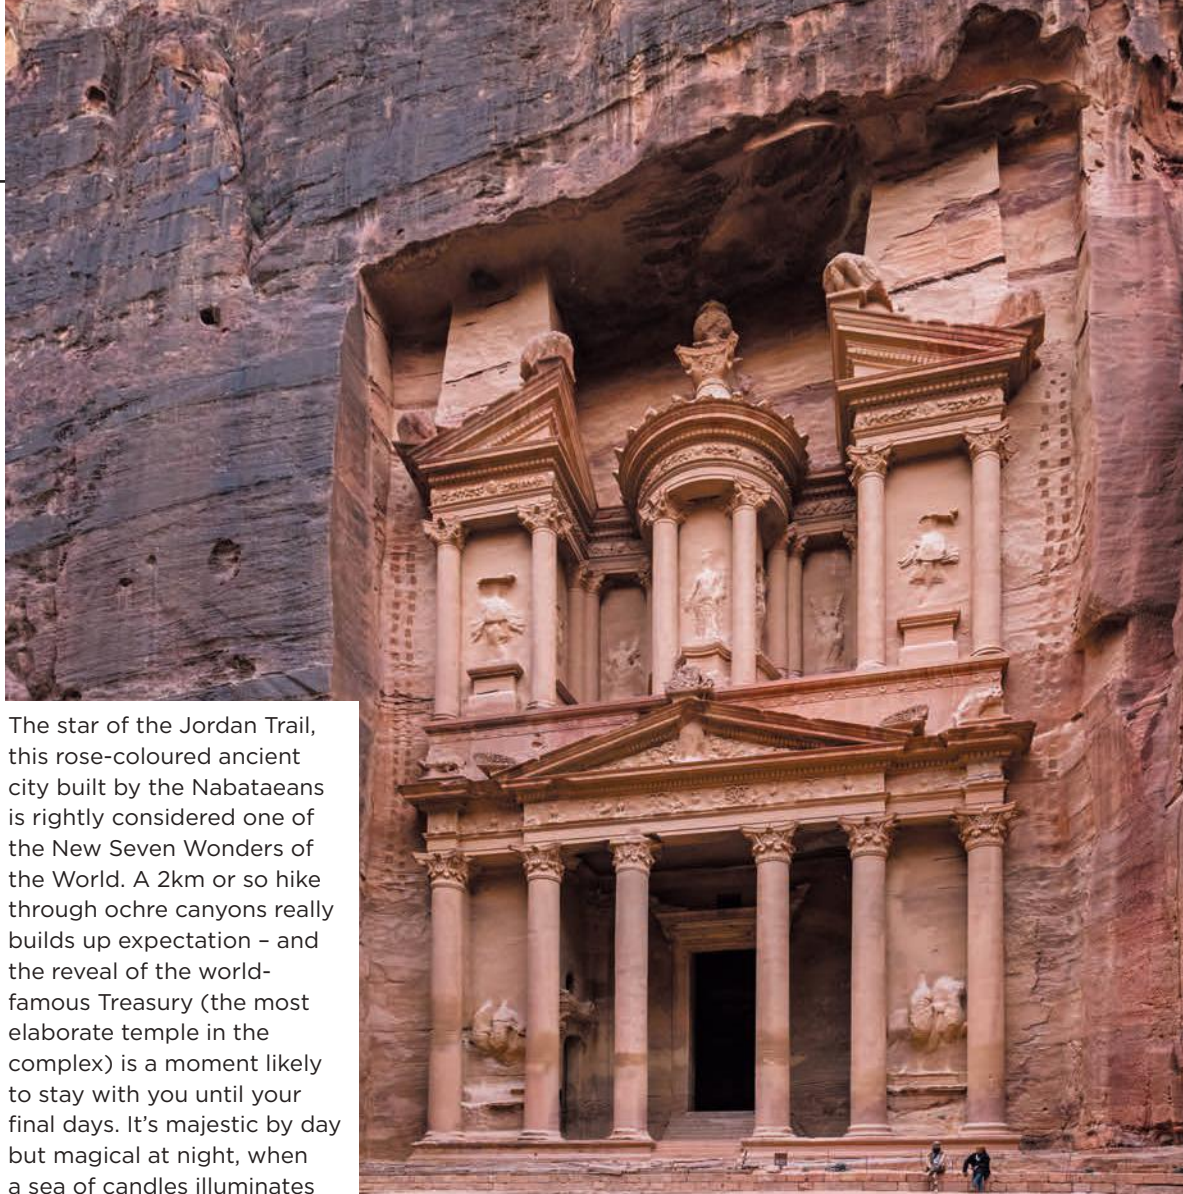 The star of the Jordan Trail,
this rose-coloured ancient
city built by the Nabataeans
is rightly considered one of
the New Seven Wonders of
the World. A 2km or so hike
through ochre canyons really
builds up expectation – and
the reveal of the world-
famous Treasury (the most
elaborate temple in the
complex) is a moment likely
to stay with you until your
final days. It’s majestic by day
but magical at night, when
a sea of candles illuminates